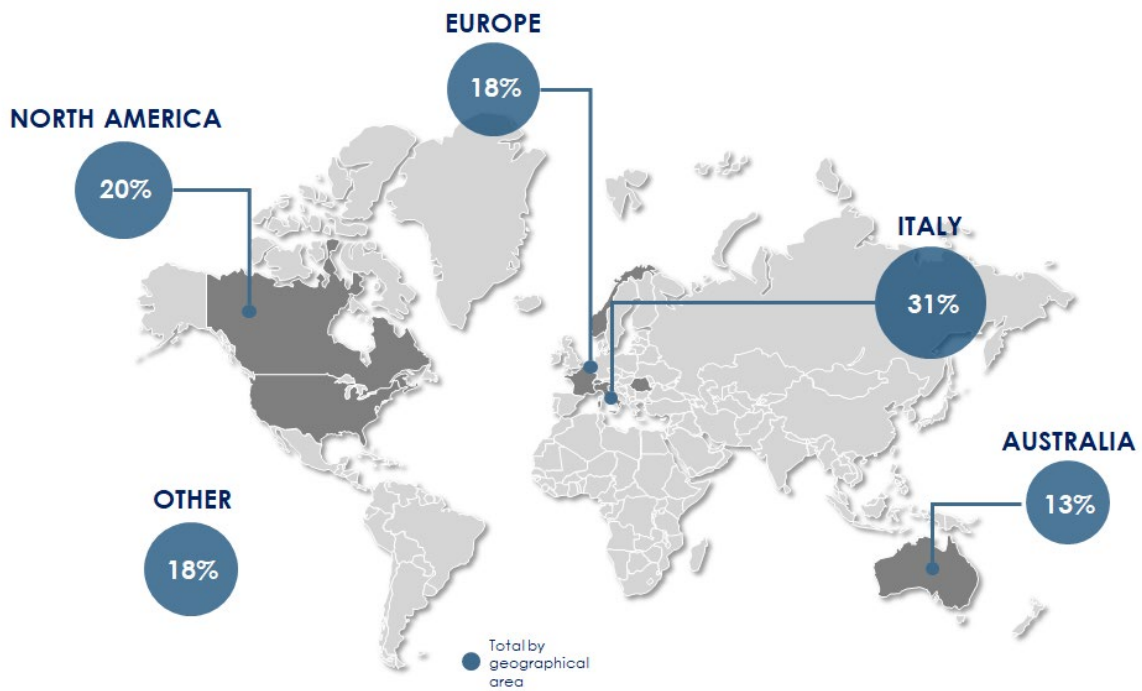 EUROPE
18%
NORTH AMERICA
20%
ITALY
31%
AUSTRALIA
13%
OTHER
18%
Total by
geographical
area